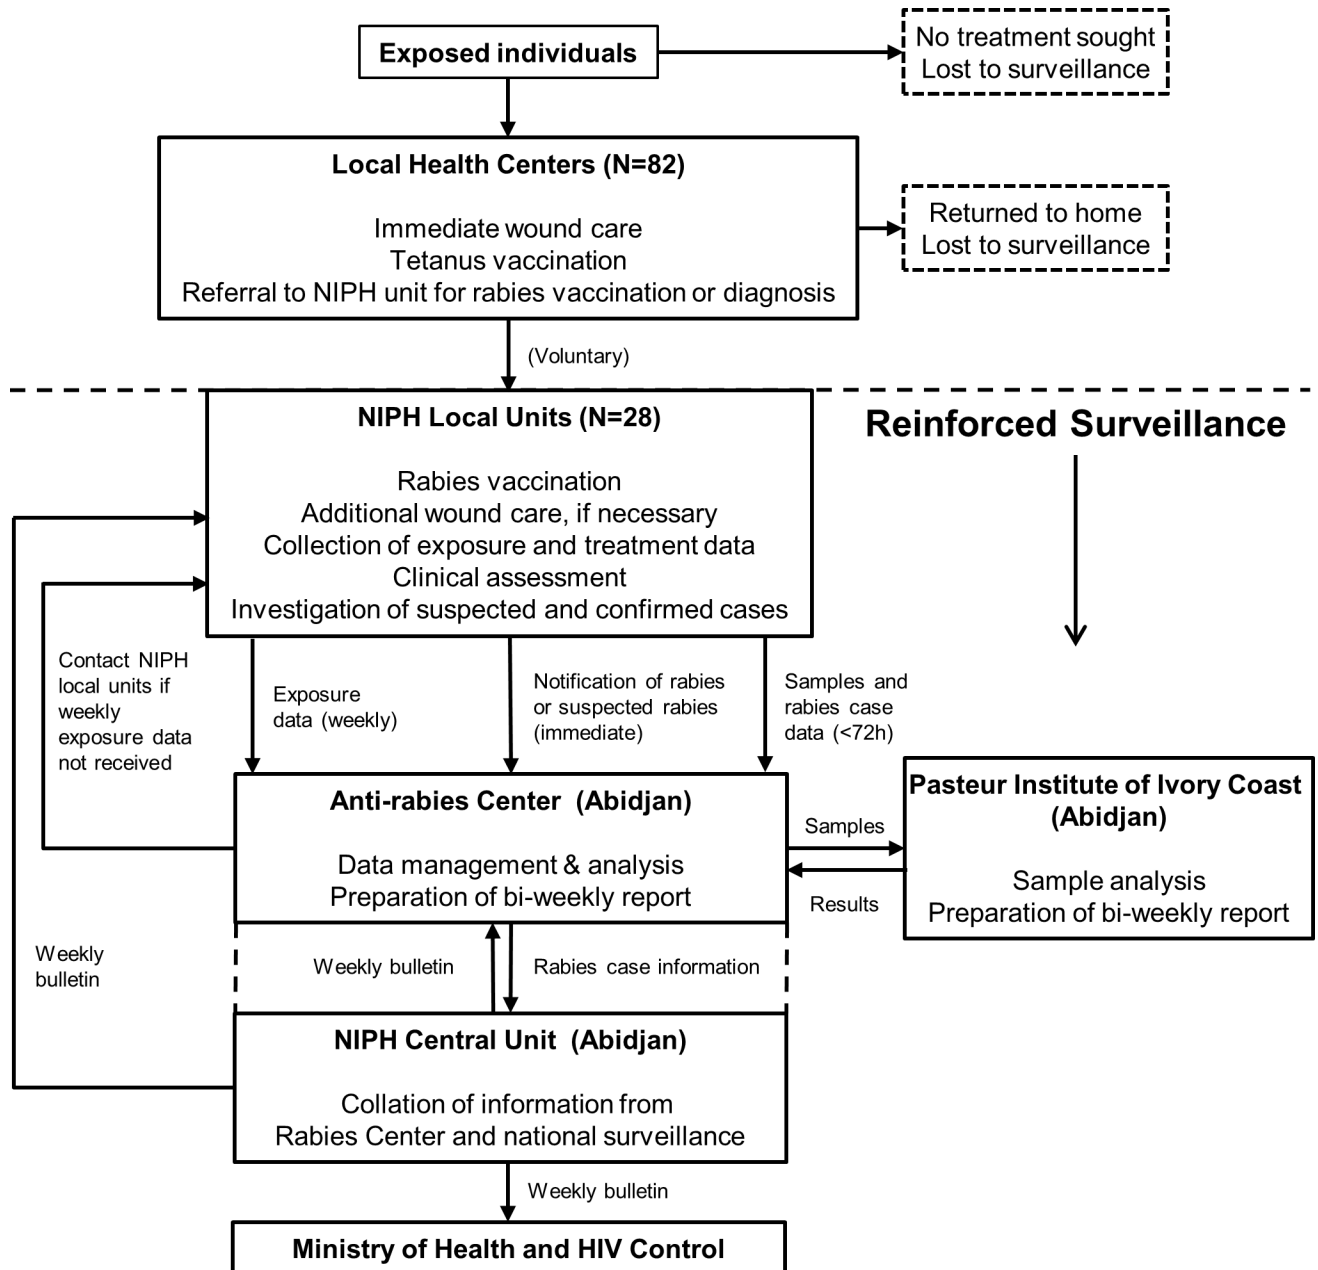 Exposed individuals
No treatment sought
Lost to surveillance
Local Health Centers (N=82)
Immediate wound care
Tetanus vaccination
Referral to NIPH unit for rabies vaccination or diagnosis
Returned to home
Lost to surveillance
(Voluntary)
Reinforced Surveillance
NIPH Local Units (N=28)
Rabies vaccination
Additional wound care, if necessary
Collection of exposure and treatment data
Clinical assessment
Investigation of suspected and confirmed cases
Contact NIPH
local units if
weekly
exposure data
not received
Exposure
data (weekly)
Notification of rabies
or suspected rabies
(immediate)
Samples and
rabies case
data (<72h)
Anti-rabies Center (Abidjan)
Data management & analysis
Preparation of bi-weekly report
Samples
Results
Pasteur Institute of Ivory Coast
(Abidjan)
Sample analysis
Preparation of bi-weekly report
Weekly
bulletin
Weekly bulletin
Rabies case information
NIPH Central Unit (Abidjan)
Collation of information from
Rabies Center and national surveillance
Weekly bulletin
Ministry of Health and HIV Control